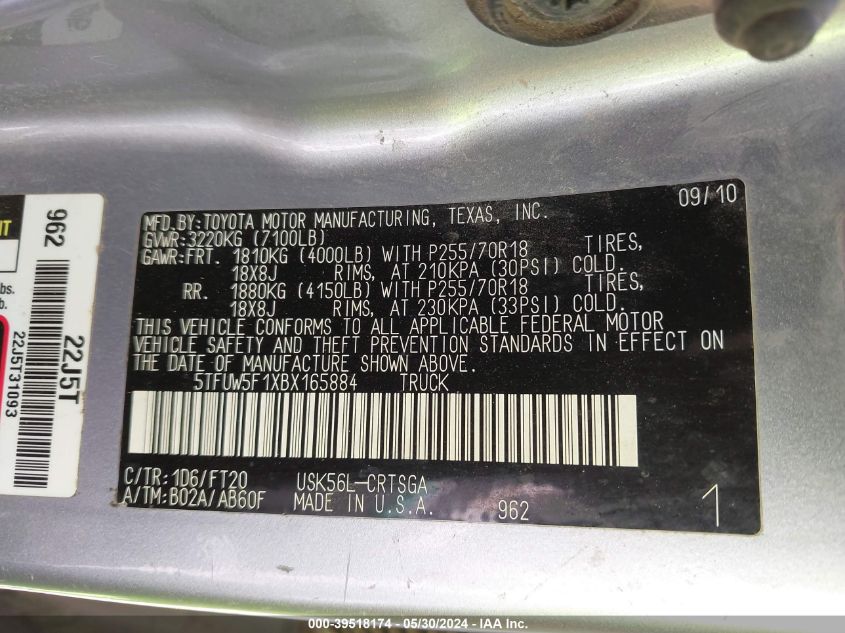 09/10
MFD.BY:TOYOTA MOTOR MANUFACTURING, TEXAS, INC.
GVWR:3220KG (7100LB)
GAWR:FRT. 1810KG (4000LB) WITH P255/70R18 TIRES,
18X8J RIMS, AT 210KPA (30PSI) COLD.
RR. 1880KG (4150LB) WITH P255/70R18 TIRES,
18X8J RIMS, AT 230KPA (33PSI) COLD.
THIS VEHICLE CONFORMS TO ALL APPLICABLE FEDERAL MOTOR
VEHICLE SAFETY AND THEFT PREVENTION STANDARDS IN EFFECT ON
THE DATE OF MANUFACTURE SHOWN ABOVE.
5TFUW5F1XBX165884 TRUCK
C/TR:1D6/FT20 USK56L-CRTSGA
A/TM:B02A/AB60F MADE IN U.S.A. 962 1
962
22J5T
22J5T31093
bs.
b.
000-39518174 - 05/30/2024 - IAA Inc.